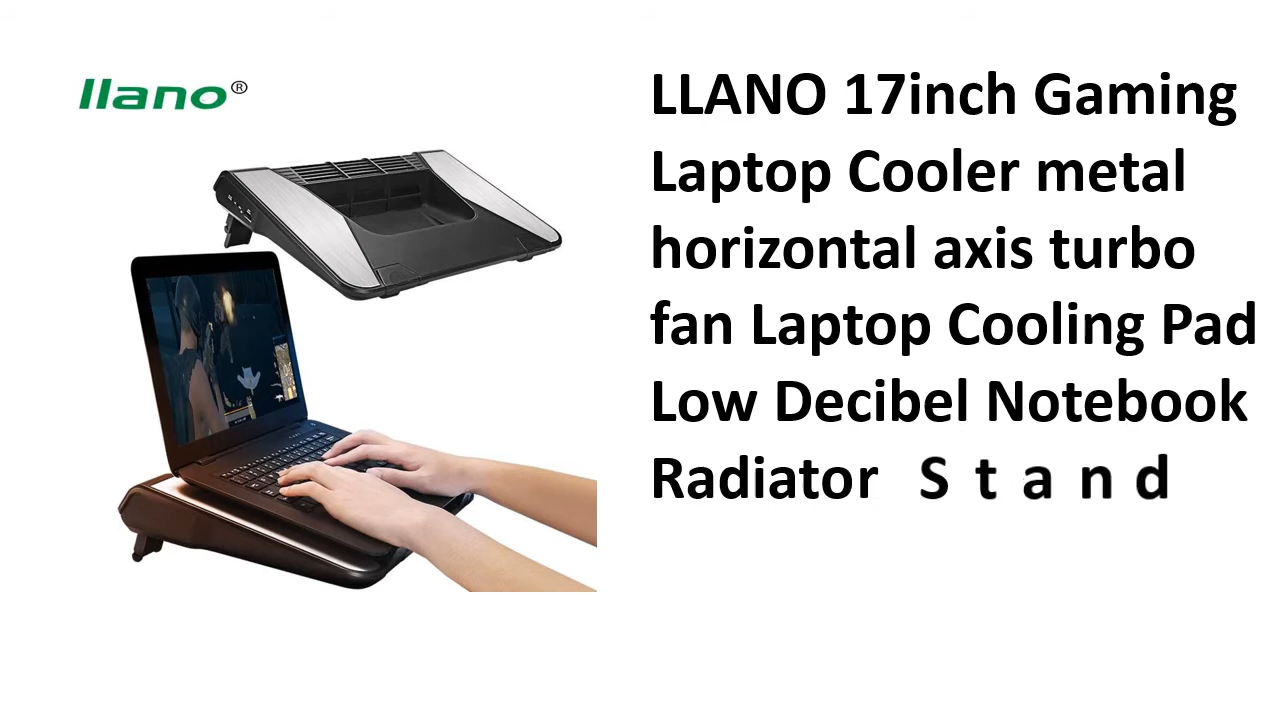 llano®
LLANO 17inch Gaming
Laptop Cooler metal
horizontal axis turbo
fan Laptop Cooling Pad
Low Decibel Notebook
Radiator S t a n d